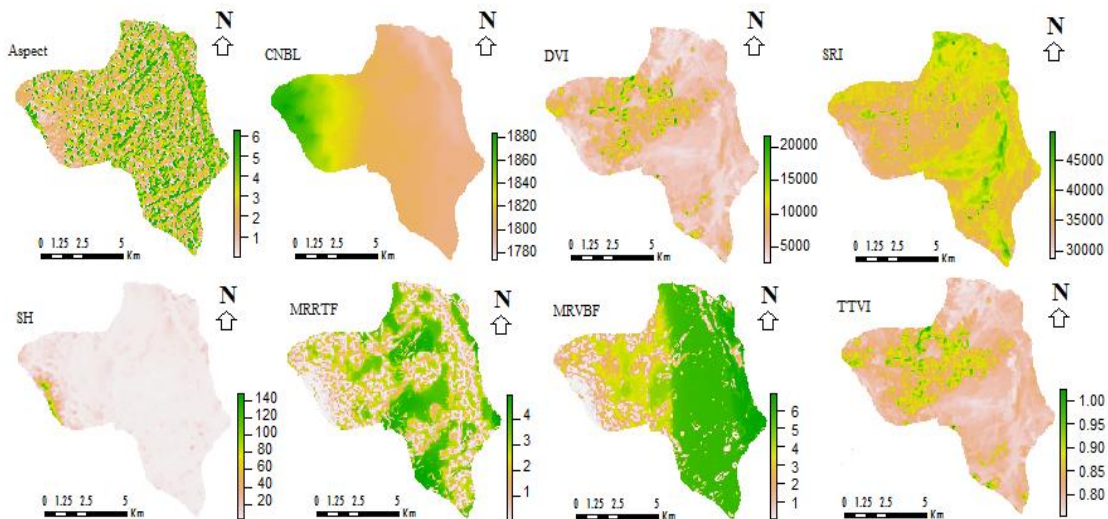 Aspect
N
6
5
4
3
2
1
0 1.25 2.5 5
Km
CNBL
N
1880
1860
1840
1820
1800
1780
0 1.25 2.5 5
Km
DVI
N
20000
15000
10000
5000
0 1.25 2.5 5
Km
SRI
N
45000
40000
35000
30000
0 1.25 2.5 5
Km
SH
N
140
120
100
80
60
40
20
0 1.25 2.5 5
Km
MRRTF
N
4
3
2
1
0 1.25 2.5 5
Km
MRVBF
N
6
5
4
3
2
1
0 1.25 2.5 5
Km
TTVI
N
1.00
0.95
0.90
0.85
0.80
0 1.25 2.5 5
Km